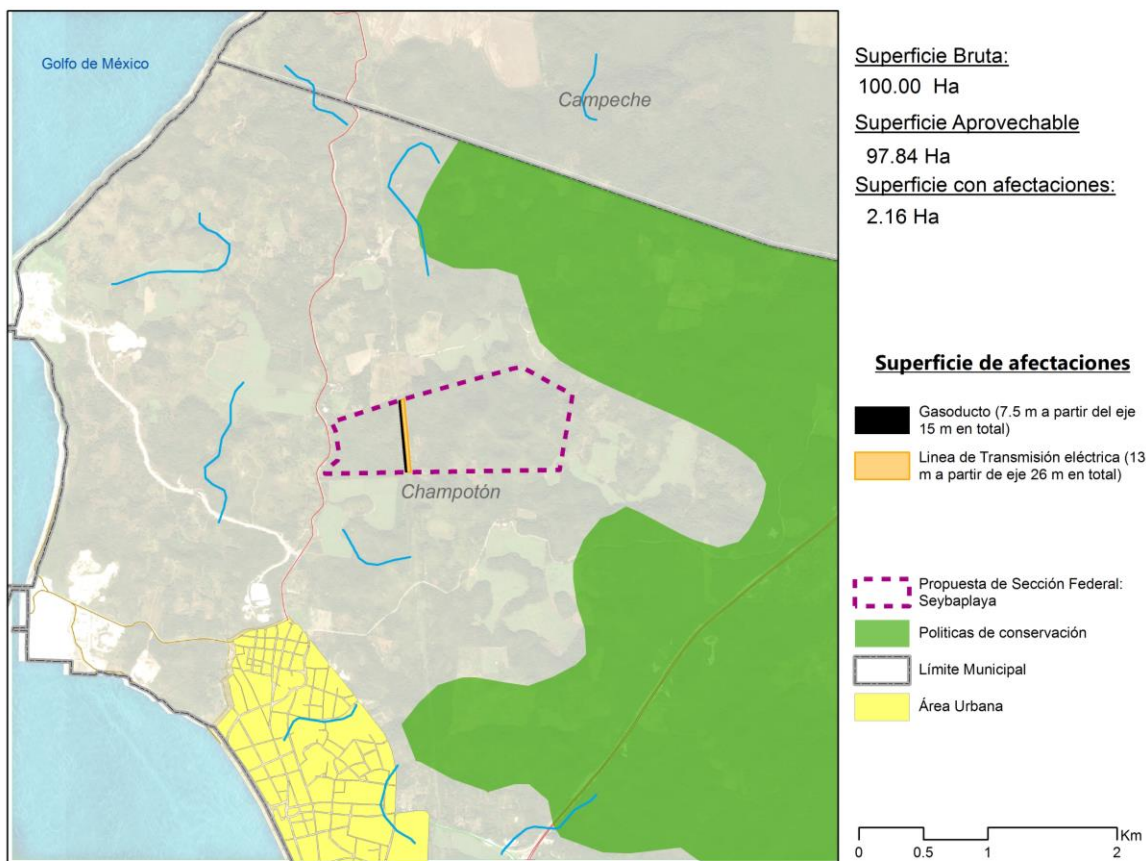 Golfo de México
Campeche
Champotón
Superficie Bruta:
100.00 Ha
Superficie Aprovechable
97.84 Ha
Superficie con afectaciones:
2.16 Ha
Superficie de afectaciones
Gasoducto (7.5 m a partir del eje
15 m en total)
Linea de Transmisión eléctrica (13
m a partir de eje 26 m en total)
Propuesta de Sección Federal:
Seybaplaya
Politicas de conservación
Límite Municipal
Área Urbana
Km
0 0.5 1 2